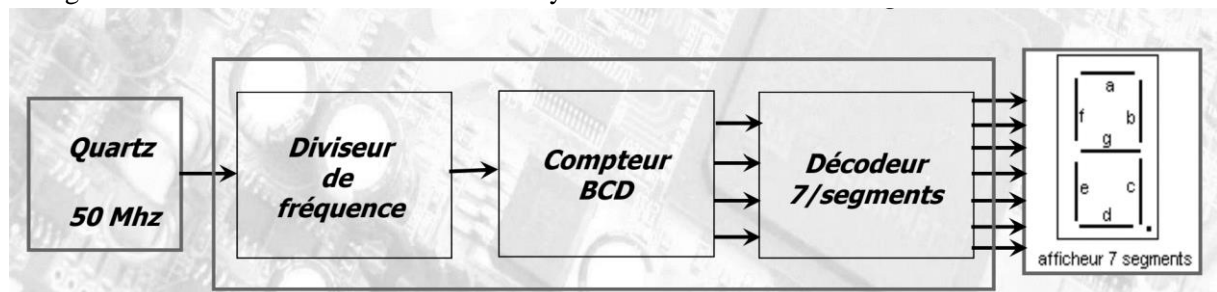 Quartz
50 Mhz
Diviseur
de
fréquence
Compteur
BCD
Décodeur
7/segments
a
f
b
g
e
c
d
afficheur 7 segments